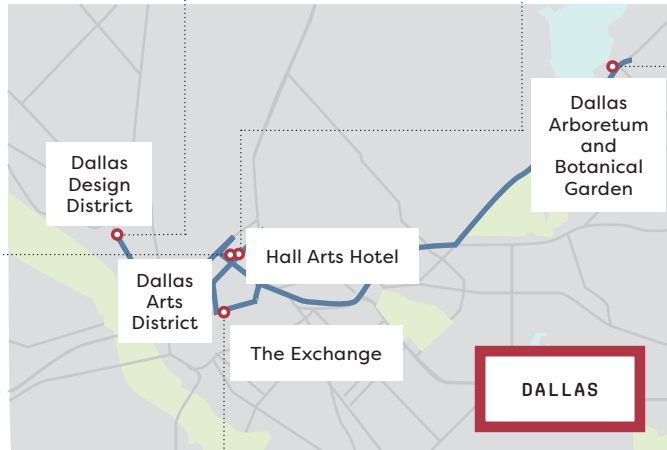 Dallas
Arboretum
and
Botanical
Garden
Dallas
Design
District
Hall Arts Hotel
Dallas
Arts
District
The Exchange
DALLAS